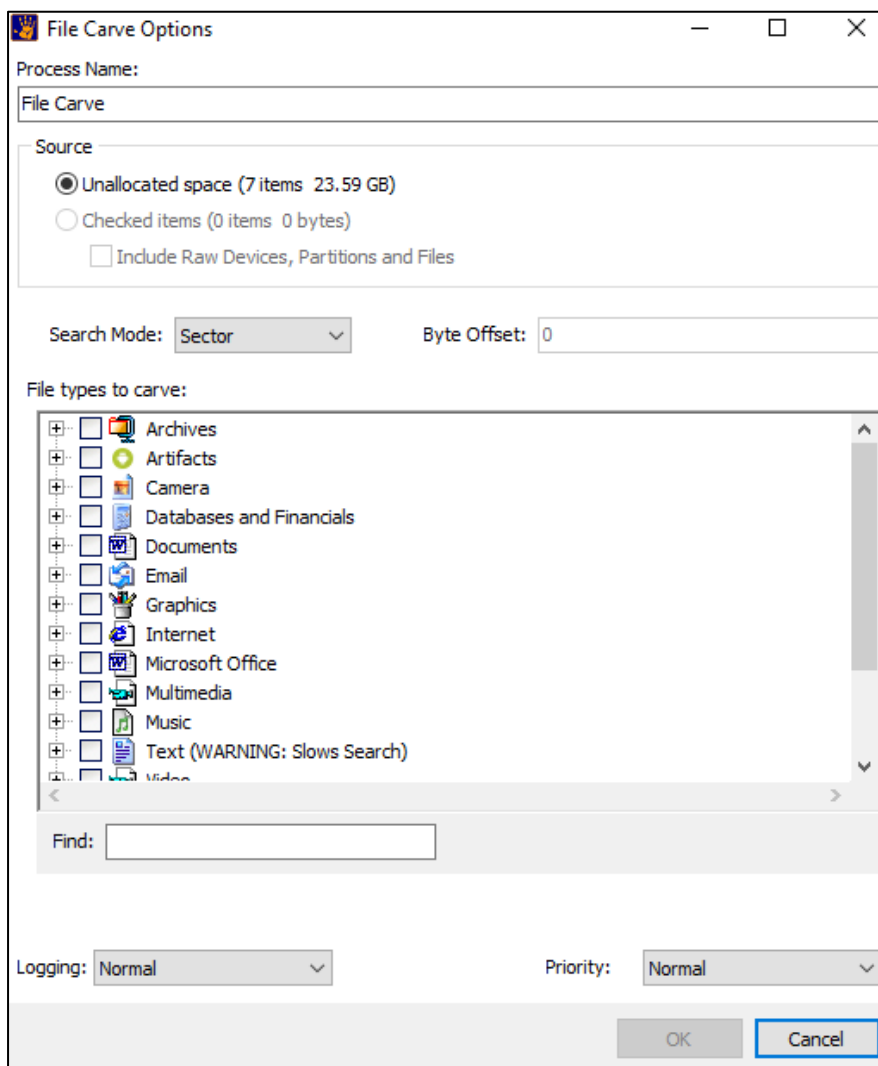 File Carve Options
Process Name:
File Carve
Source
Unallocated space (7 items 23.59 GB)
Checked items (0 items 0 bytes)
Include Raw Devices, Partitions and Files
Search Mode: Sector Byte Offset: 0
File types to carve:
Archives
Artifacts
Camera
Databases and Financials
Documents
Email
Graphics
Internet
Microsoft Office
Multimedia
Music
Text (WARNING: Slows Search)
Video
Find:
Logging: Normal Priority: Normal
OK Cancel